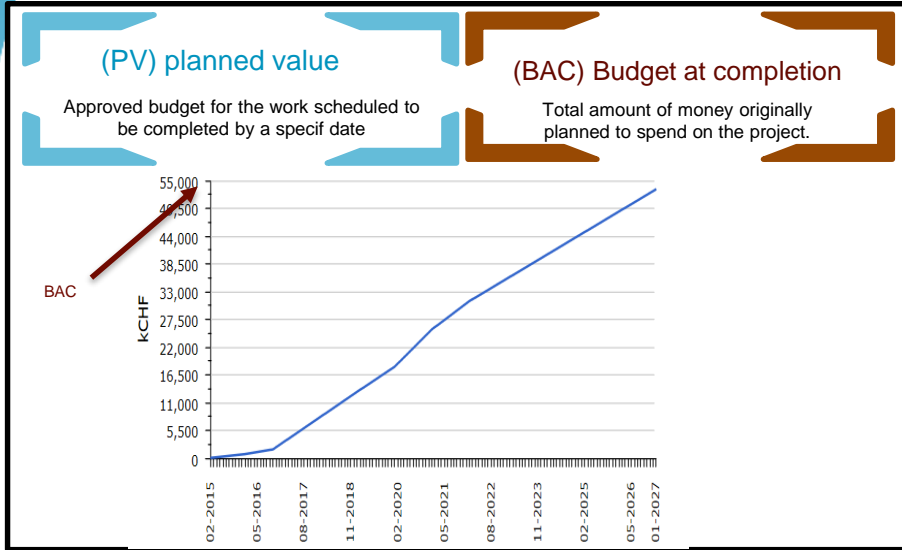 (PV) planned value
Approved budget for the work scheduled to
be completed by a specif date
(BAC) Budget at completion
Total amount of money originally
planned to spend on the project.
BAC
kCHF
55,000
49,500
44,000
38,500
33,000
27,500
22,000
16,500
11,000
5,500
0
02-2015
05-2016
08-2017
11-2018
02-2020
05-2021
08-2022
11-2023
02-2025
05-2026
01-2027